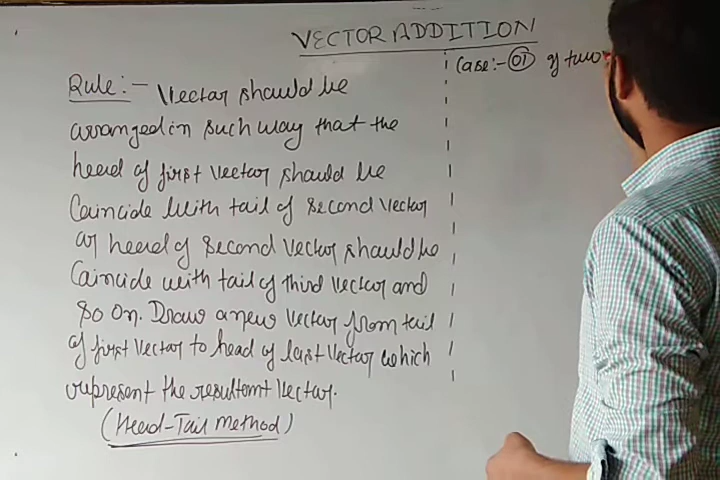 VECTOR ADDITION
Rule:- Vector should be
arranged in such way that the
head of first vector should be
Coincide with tail of second vector
or head of second vector should be
Coincide with tail of third vector and
so on. Draw a new vector from tail
of first vector to head of last vector which
represent the resultant vector.
(Head-Tail Method)
Case:- 01 of two